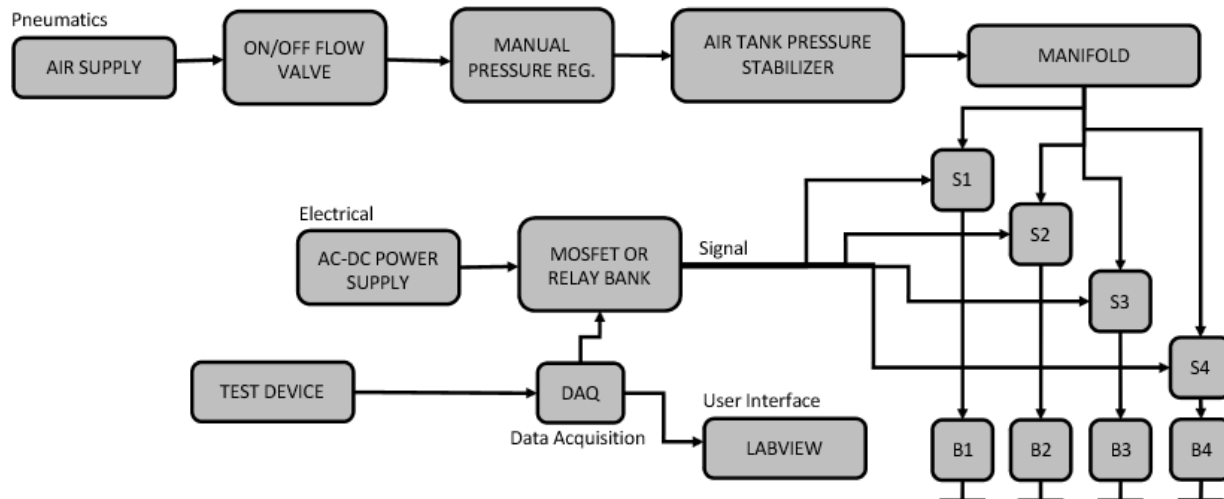 Pneumatics
AIR SUPPLY
ON/OFF FLOW
VALVE
MANUAL
PRESSURE REG.
AIR TANK PRESSURE
STABILIZER
MANIFOLD
S1
Electrical
AC-DC POWER
SUPPLY
MOSFET OR
RELAY BANK
Signal
S2
S3
S4
TEST DEVICE
DAQ
Data Acquisition
User Interface
LABVIEW
B1
B2
B3
B4